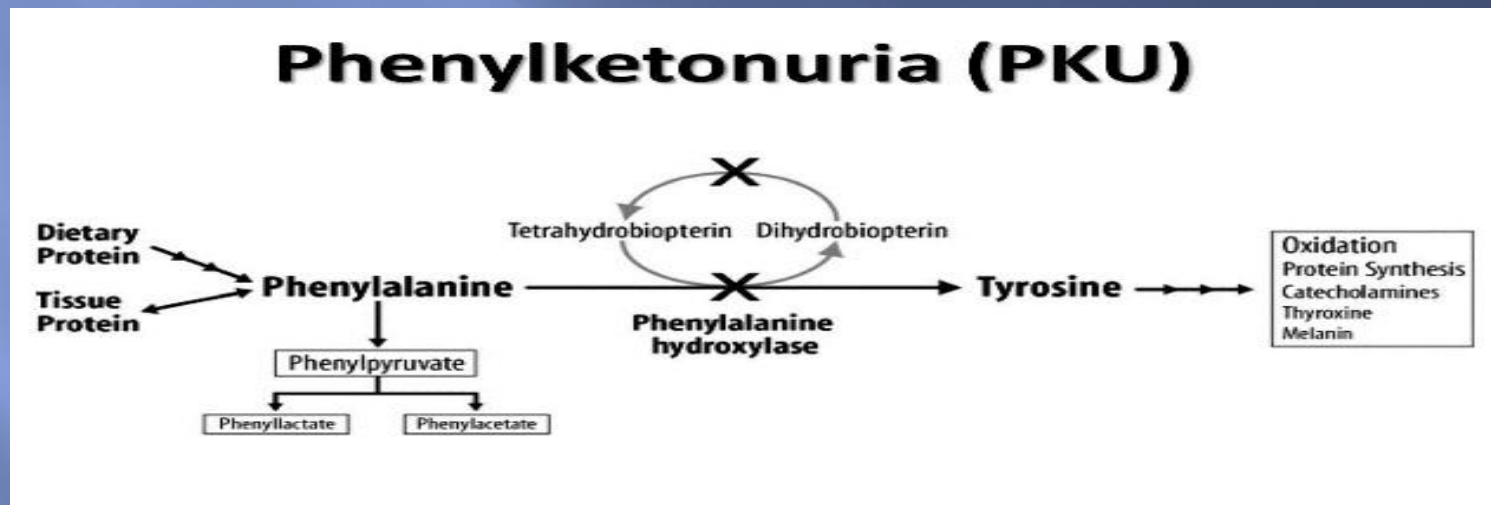 Phenylketonuria (PKU)
Tetrahydrobiopterin
Dihydrobiopterin
Dietary
Protein
Tissue
Protein
Phenylalanine
Phenylalanine
hydroxylase
Tyrosine
Oxidation
Protein Synthesis
Catecholamines
Thyroxine
Melanin
Phenylpyruvate
Phenyllactate
Phenylacetate